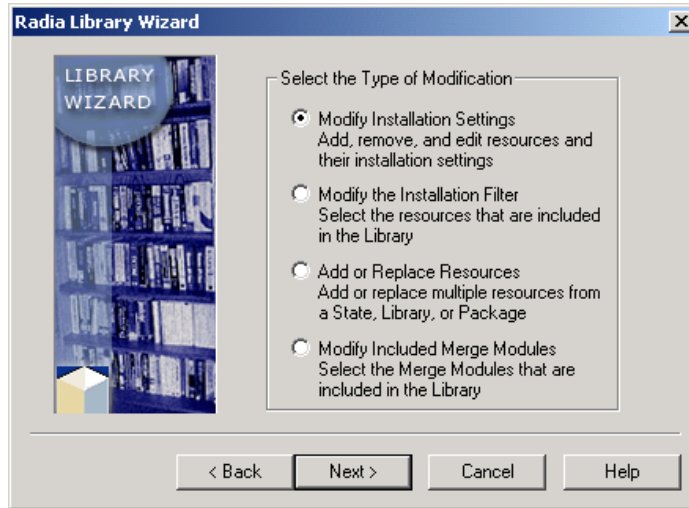 Radia Library Wizard
LIBRARY
WIZARD
Select the Type of Modification
Modify Installation Settings
Add, remove, and edit resources and
their installation settings
Modify the Installation Filter
Select the resources that are included
in the Library
Add or Replace Resources
Add or replace multiple resources from
a State, Library, or Package
Modify Included Merge Modules
Select the Merge Modules that are
included in the Library
< Back Next > Cancel Help